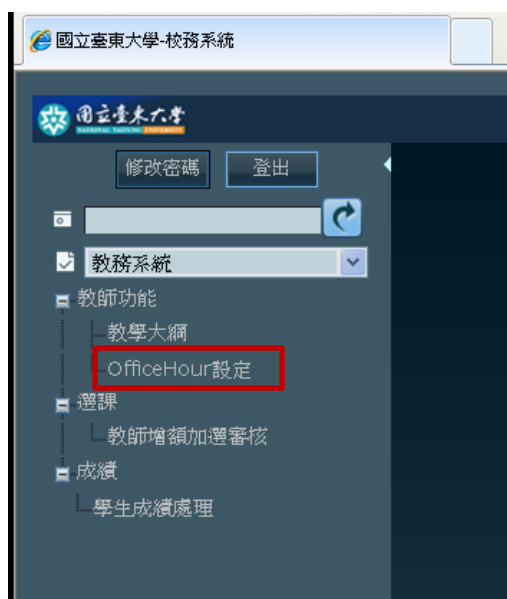 國立臺東大學-校務系統
國立臺東大學
NATIONAL TAITUNG UNIVERSITY
修改密碼 登出
教務系統
教師功能
教學大綱
OfficeHour設定
選課
教師增額加選審核
成績
學生成績處理